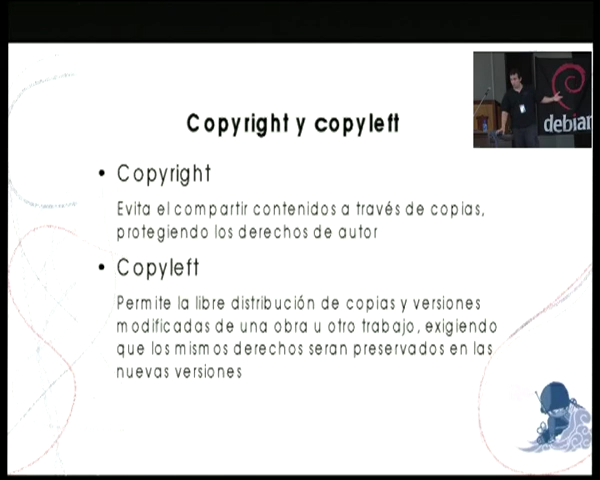 Copyright y copyleft
• Copyright
Evita el compartir contenidos a través de copias,
protegiendo los derechos de autor
• Copyleft
Permite la libre distribución de copias y versiones
modificadas de una obra u otro trabajo, exigiendo
que los mismos derechos seran preservados en las
nuevas versiones
debian